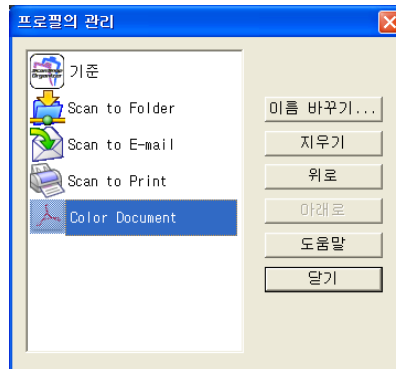 프로필의 관리
기준
Scan to Folder
Scan to E-mail
Scan to Print
Color Document
이름 바꾸기...
지우기
위로
아래로
도움말
닫기